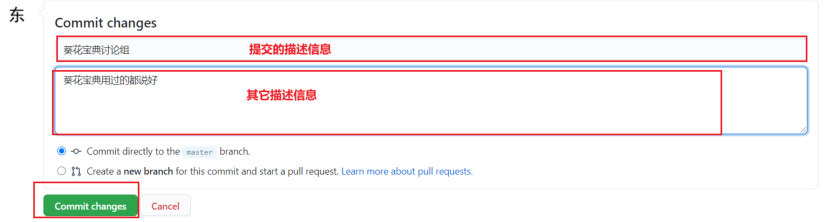 东
Commit changes
葵花宝典讨论组 提交的描述信息
葵花宝典用过的都说好
其它描述信息
Commit directly to the master branch.
Create a new branch for this commit and start a pull request. Learn more about pull requests.
Commit changes Cancel